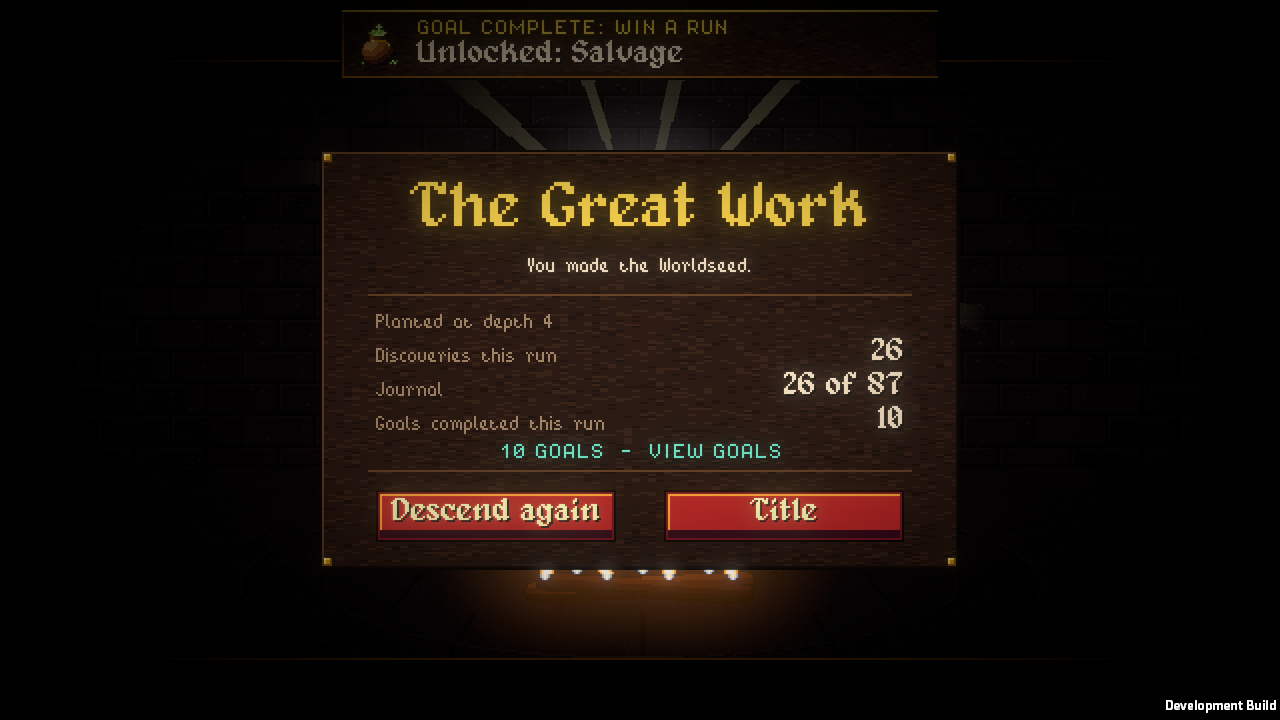 GOAL COMPLETE: WIN A RUN
Unlocked: Salvage
The Great Work
You made the Worldseed.
Planted at depth 4
Discoveries this run 26
Journal 26 of 87
Goals completed this run 10
10 GOALS - VIEW GOALS
Descend again
Title
Development Build